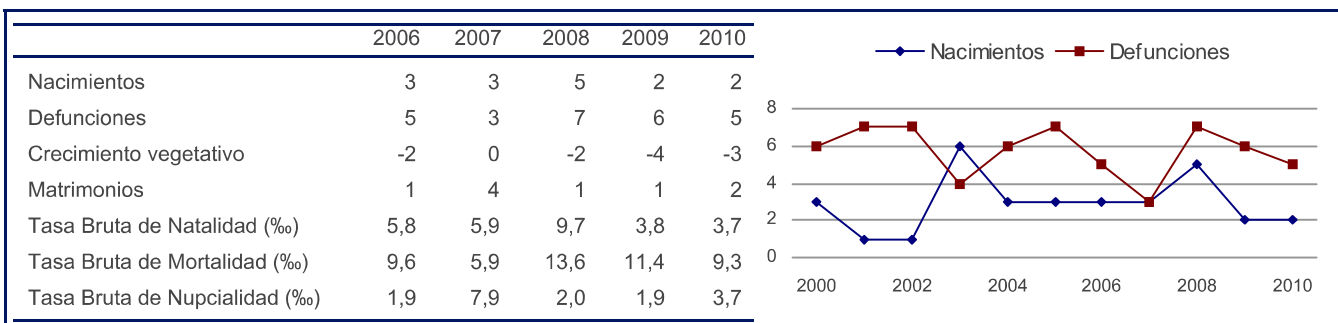 2006 2007 2008 2009 2010
Nacimientos 3 3 5 2 2
Defunciones 5 3 7 6 5
Crecimiento vegetativo -2 0 -2 -4 -3
Matrimonios 1 4 1 1 2
Tasa Bruta de Natalidad (‰) 5,8 5,9 9,7 3,8 3,7
Tasa Bruta de Mortalidad (‰) 9,6 5,9 13,6 11,4 9,3
Tasa Bruta de Nupcialidad (‰) 1,9 7,9 2,0 1,9 3,7
Nacimientos Defunciones
8
6
4
2
0
2000 2002 2004 2006 2008 2010